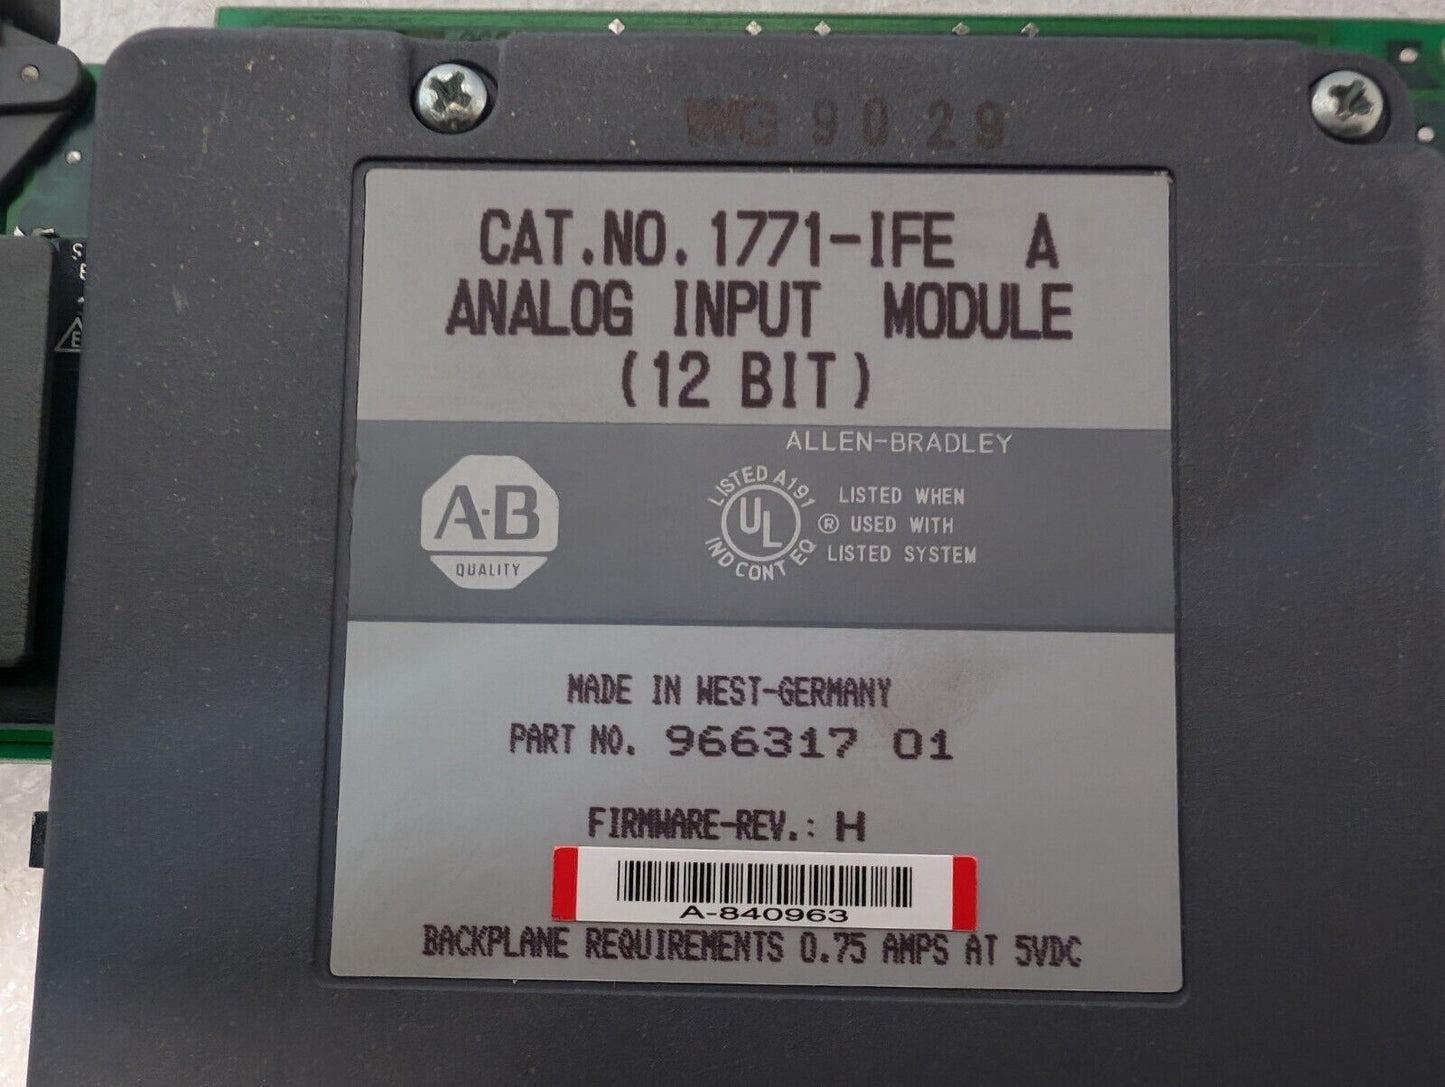 WG 9029
CAT.NO. 1771-IFE A
ANALOG INPUT MODULE
(12 BIT)
ALLEN-BRADLEY
A-B
QUALITY
LISTED A191
UL
IND CONT EQ
®
LISTED WHEN
USED WITH
LISTED SYSTEM
MADE IN WEST-GERMANY
PART NO. 966317 01
FIRMWARE-REV.: H
A-840963
BACKPLANE REQUIREMENTS 0.75 AMPS AT 5VDC